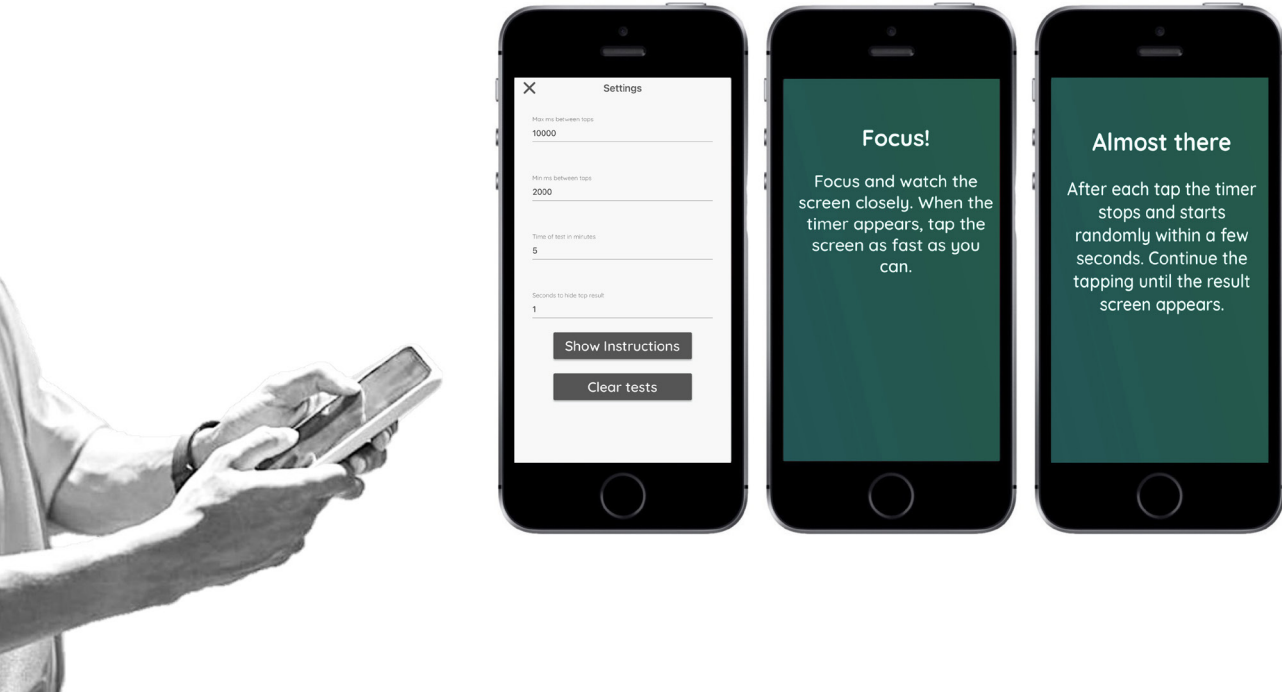 Settings
Max ms between taps
10000
Min ms between taps
2000
Time of test in minutes
5
Seconds to hide tap result
1
Show Instructions
Clear tests
Focus!
Focus and watch the
screen closely. When the
timer appears, tap the
screen as fast as you
can.
Almost there
After each tap the timer
stops and starts
randomly within a few
seconds. Continue the
tapping until the result
screen appears.